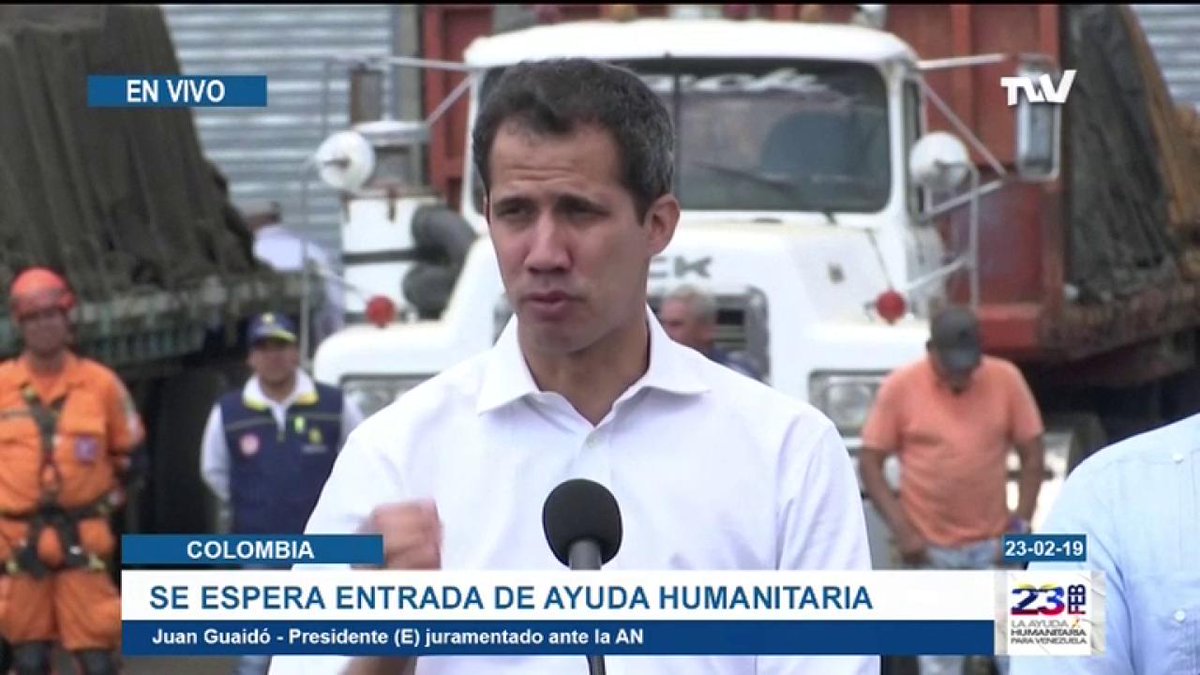 EN VIVO
TVV
CK
COLOMBIA
23-02-19
SE ESPERA ENTRADA DE AYUDA HUMANITARIA
Juan Guaidó - Presidente (E) juramentado ante la AN
23 FEB
LA AYUDA
HUMANITARIA
PARA VENEZUELA